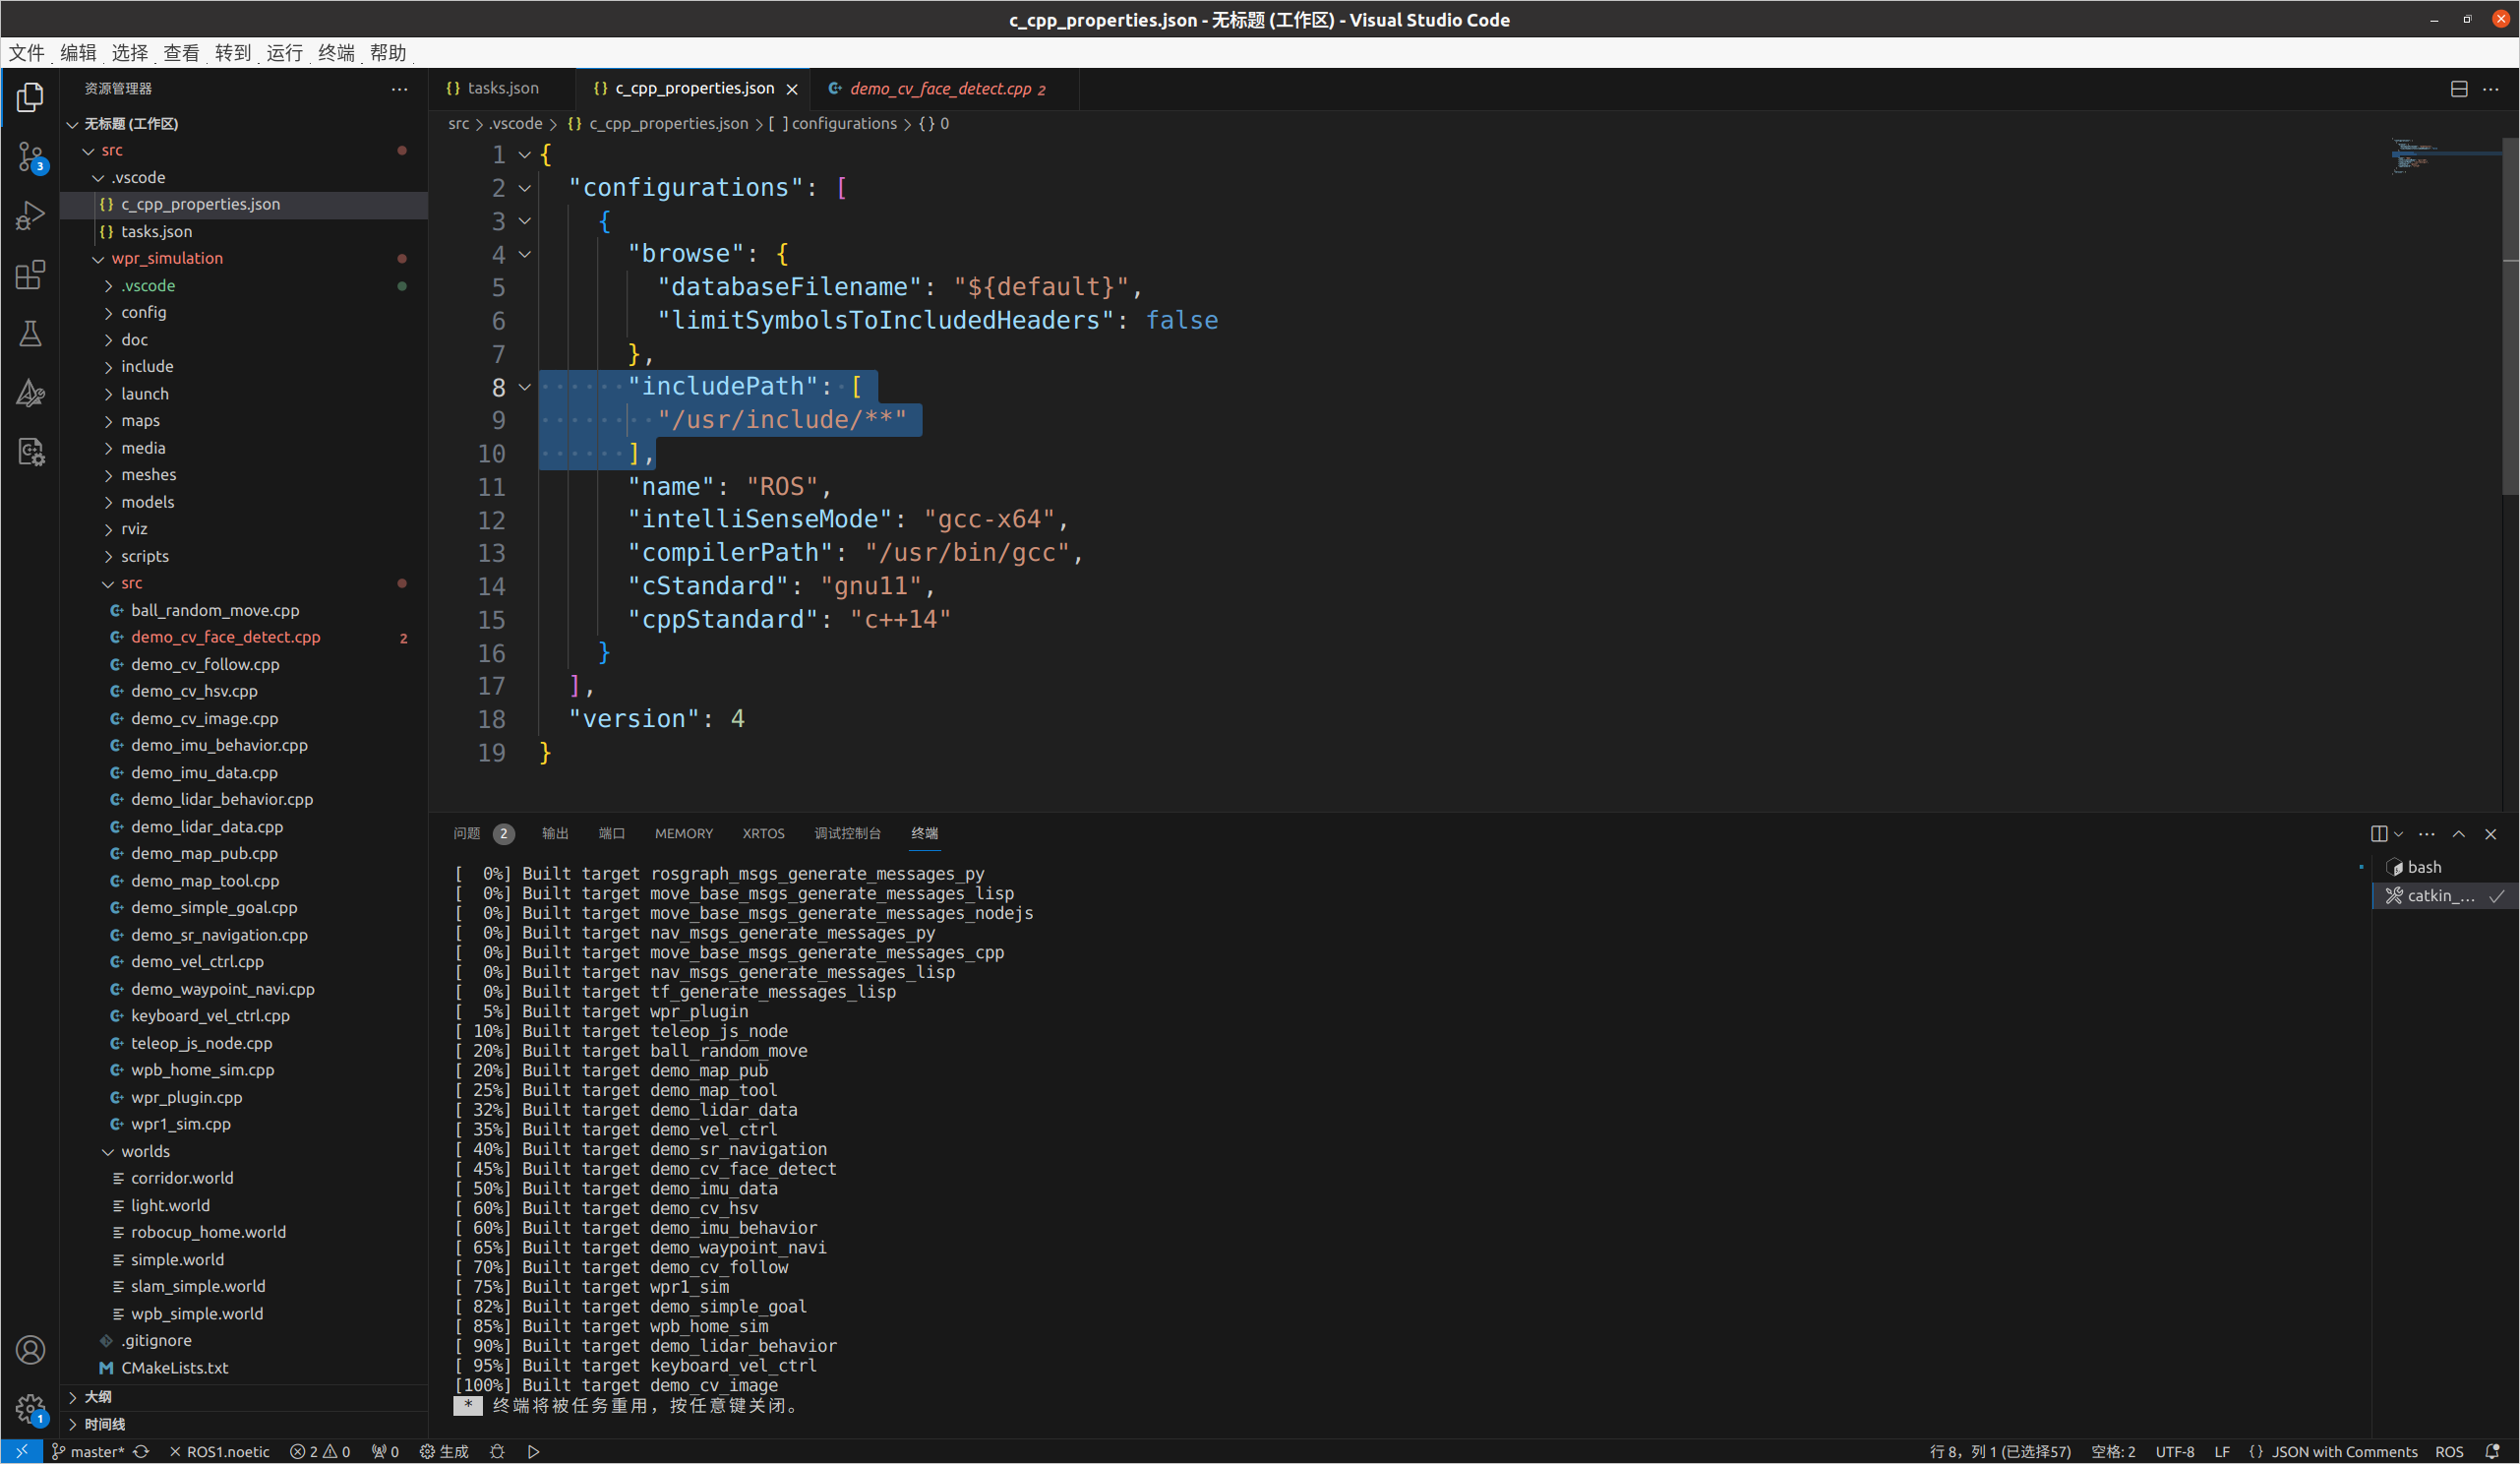 c_cpp_properties.json - 无标题 (工作区) - Visual Studio Code
文件 编辑 选择 查看 转到 运行 终端 帮助
资源管理器
无标题 (工作区)
src
.vscode
{} c_cpp_properties.json
{} tasks.json
wpr_simulation
.vscode
config
doc
include
launch
maps
media
meshes
models
rviz
scripts
src
ball_random_move.cpp
demo_cv_face_detect.cpp 2
demo_cv_follow.cpp
demo_cv_hsv.cpp
demo_cv_image.cpp
demo_imu_behavior.cpp
demo_imu_data.cpp
demo_lidar_behavior.cpp
demo_lidar_data.cpp
demo_map_pub.cpp
demo_map_tool.cpp
demo_simple_goal.cpp
demo_sr_navigation.cpp
demo_vel_ctrl.cpp
demo_waypoint_navi.cpp
keyboard_vel_ctrl.cpp
teleop_js_node.cpp
wpb_home_sim.cpp
wpr_plugin.cpp
wpr1_sim.cpp
worlds
corridor.world
light.world
robocup_home.world
simple.world
slam_simple.world
wpb_simple.world
.gitignore
CMakeLists.txt
大纲
时间线
3
1
{} tasks.json {} c_cpp_properties.json demo_cv_face_detect.cpp 2
src > .vscode > {} c_cpp_properties.json > [ ] configurations > {} 0
1 {
2 "configurations": [
3 {
4 "browse": {
5 "databaseFilename": "${default}",
6 "limitSymbolsToIncludedHeaders": false
7 },
8 "includePath": [
9 "/usr/include/**"
10 ],
11 "name": "ROS",
12 "intelliSenseMode": "gcc-x64",
13 "compilerPath": "/usr/bin/gcc",
14 "cStandard": "gnu11",
15 "cppStandard": "c++14"
16 }
17 ],
18 "version": 4
19 }
问题 2 输出 端口 MEMORY XRTOS 调试控制台 终端
[  0%] Built target rosgraph_msgs_generate_messages_py
[  0%] Built target move_base_msgs_generate_messages_lisp
[  0%] Built target move_base_msgs_generate_messages_nodejs
[  0%] Built target nav_msgs_generate_messages_py
[  0%] Built target move_base_msgs_generate_messages_cpp
[  0%] Built target nav_msgs_generate_messages_lisp
[  0%] Built target tf_generate_messages_lisp
[  5%] Built target wpr_plugin
[ 10%] Built target teleop_js_node
[ 20%] Built target ball_random_move
[ 20%] Built target demo_map_pub
[ 25%] Built target demo_map_tool
[ 32%] Built target demo_lidar_data
[ 35%] Built target demo_vel_ctrl
[ 40%] Built target demo_sr_navigation
[ 45%] Built target demo_cv_face_detect
[ 50%] Built target demo_imu_data
[ 60%] Built target demo_cv_hsv
[ 60%] Built target demo_imu_behavior
[ 65%] Built target demo_waypoint_navi
[ 70%] Built target demo_cv_follow
[ 75%] Built target wpr1_sim
[ 82%] Built target demo_simple_goal
[ 85%] Built target wpb_home_sim
[ 90%] Built target demo_lidar_behavior
[ 95%] Built target keyboard_vel_ctrl
[100%] Built target demo_cv_image
* 终端将被任务重用，按任意键关闭。
bash
catkin_...
master* ROS1.noetic 2 0 0 生成 行 8，列 1 (已选择57) 空格: 2 UTF-8 LF {} JSON with Comments ROS